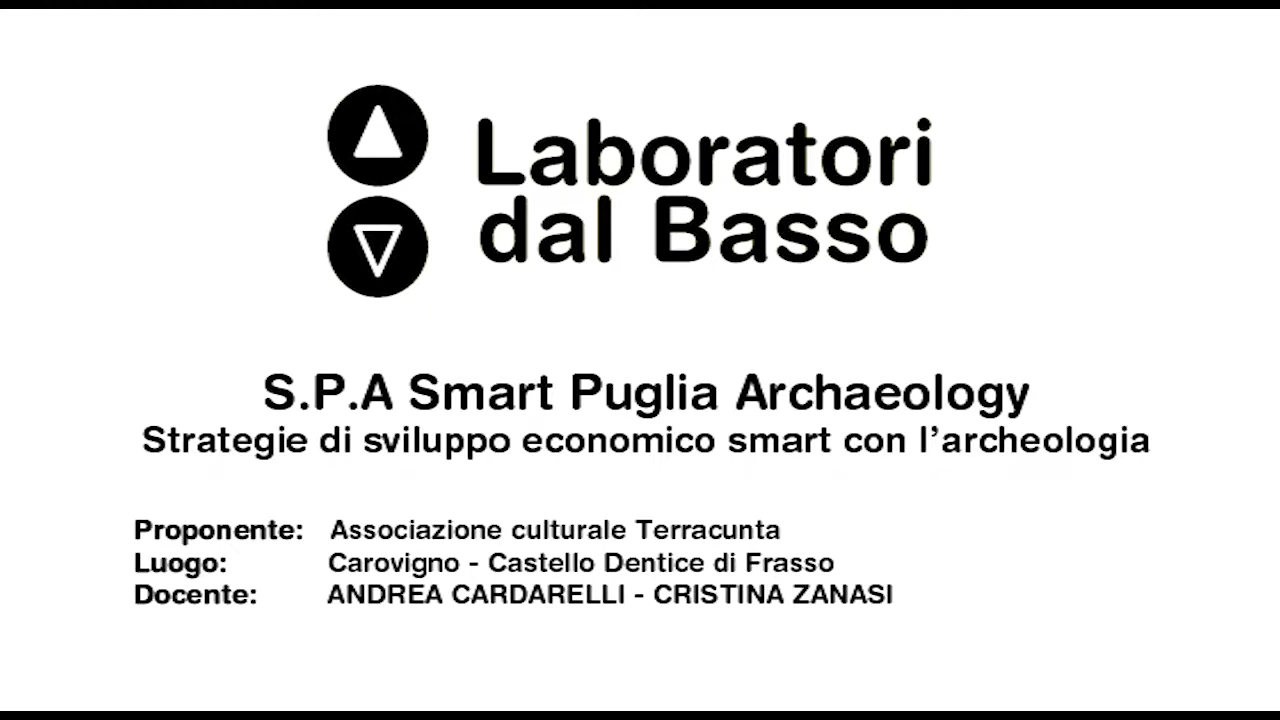 Laboratori
dal Basso
S.P.A Smart Puglia Archaeology
Strategie di sviluppo economico smart con l’archeologia
Proponente: Associazione culturale Terracunta
Luogo: Carovigno - Castello Dentice di Frasso
Docente: ANDREA CARDARELLI - CRISTINA ZANASI